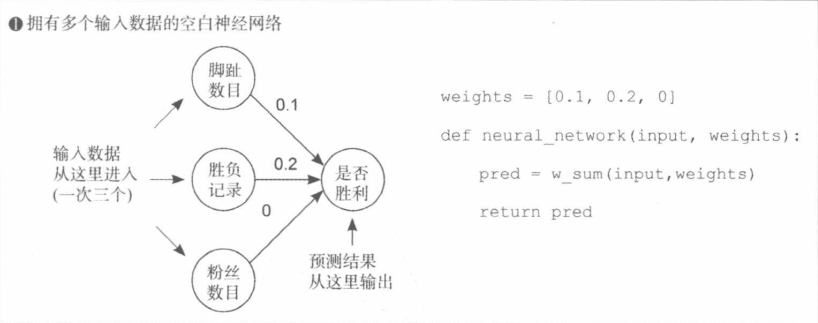 ❶ 拥有多个输入数据的空白神经网络
脚趾
数目
0.1
输入数据
从这里进入
(一次三个)
胜负
记录
0.2
是否
胜利
0
粉丝
数目
预测结果
从这里输出
weights = [0.1, 0.2, 0]
def neural_network(input, weights):
pred = w_sum(input,weights)
return pred